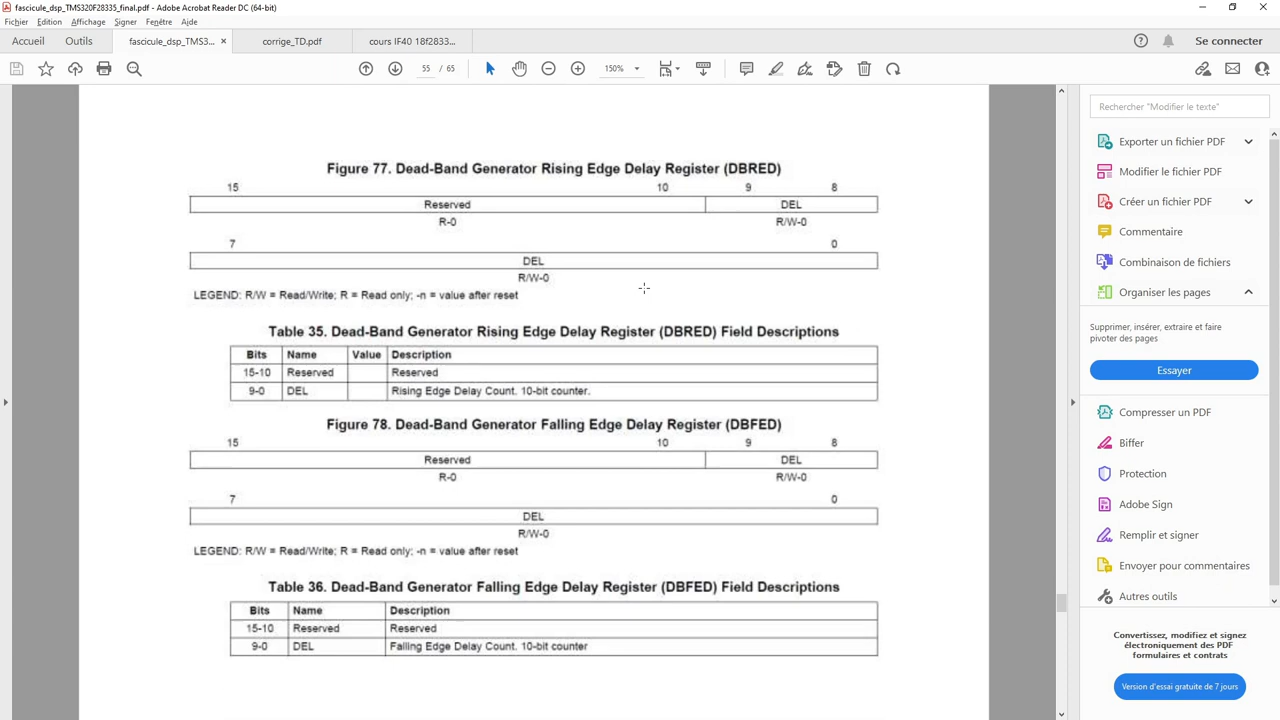 fascicule_dsp_TMS320F28335_final.pdf - Adobe Acrobat Reader DC (64-bit)
Fichier Edition Affichage Signer Fenêtre Aide
Accueil Outils fascicule_dsp_TMS3... × corrige_TD.pdf cours IF40 18f2833... Se connecter
55 / 65 150%
Figure 77. Dead-Band Generator Rising Edge Delay Register (DBRED)
15 10 9 8
Reserved DEL
R-0 R/W-0
7 0
DEL
R/W-0
LEGEND: R/W = Read/Write; R = Read only; -n = value after reset
Table 35. Dead-Band Generator Rising Edge Delay Register (DBRED) Field Descriptions
Bits Name Value Description
15-10 Reserved Reserved
9-0 DEL Rising Edge Delay Count. 10-bit counter.
Figure 78. Dead-Band Generator Falling Edge Delay Register (DBFED)
15 10 9 8
Reserved DEL
R-0 R/W-0
7 0
DEL
R/W-0
LEGEND: R/W = Read/Write; R = Read only; -n = value after reset
Table 36. Dead-Band Generator Falling Edge Delay Register (DBFED) Field Descriptions
Bits Name Description
15-10 Reserved Reserved
9-0 DEL Falling Edge Delay Count. 10-bit counter
Rechercher "Modifier le texte"
Exporter un fichier PDF
Modifier le fichier PDF
Créer un fichier PDF
Commentaire
Combinaison de fichiers
Organiser les pages
Supprimer, insérer, extraire et faire
pivoter des pages
Essayer
Compresser un PDF
Biffer
Protection
Adobe Sign
Remplir et signer
Envoyer pour commentaires
Autres outils
Convertissez, modifiez et signez
électroniquement des PDF
formulaires et contrats
Version d'essai gratuite de 7 jours